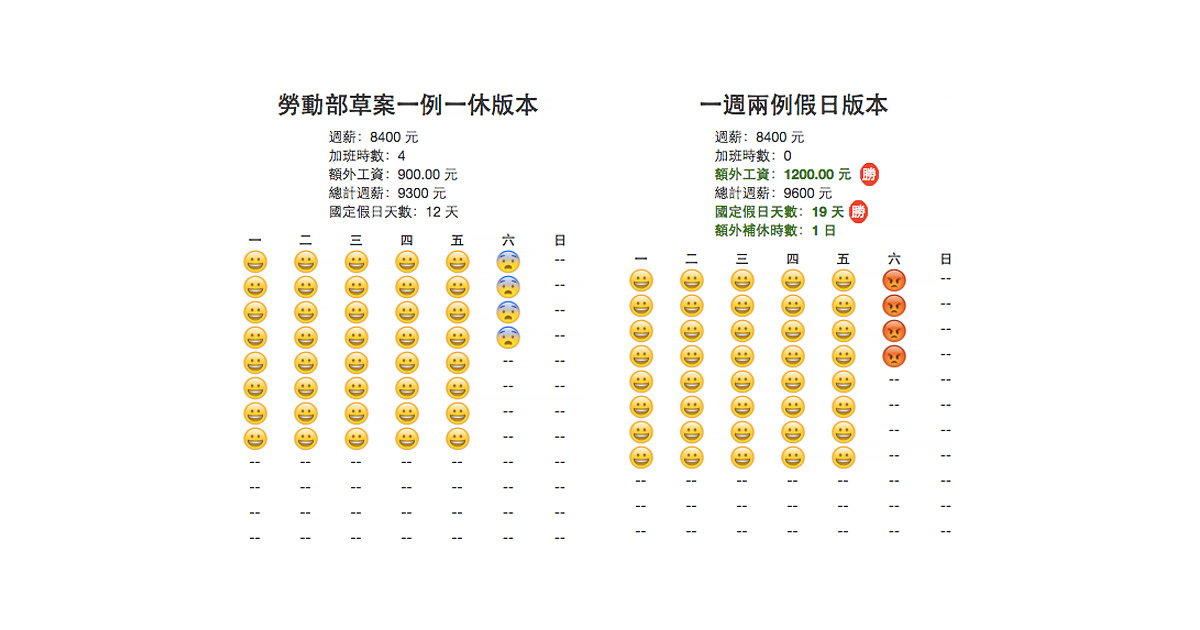 勞動部草案一例一休版本
週薪：8400 元
加班時數：4
額外工資：900.00 元
總計週薪：9300 元
國定假日天數：12 天
一 二 三 四 五 六 日
--
--
--
--
-- --
-- --
-- --
-- --
-- -- -- -- -- -- --
-- -- -- -- -- -- --
-- -- -- -- -- -- --
-- -- -- -- -- -- --
一週兩例假日版本
週薪：8400 元
加班時數：0
額外工資：1200.00 元 勝
總計週薪：9600 元
國定假日天數：19 天 勝
額外補休時數：1 日
一 二 三 四 五 六 日
--
--
--
--
-- --
-- --
-- --
-- --
-- -- -- -- -- -- --
-- -- -- -- -- -- --
-- -- -- -- -- -- --